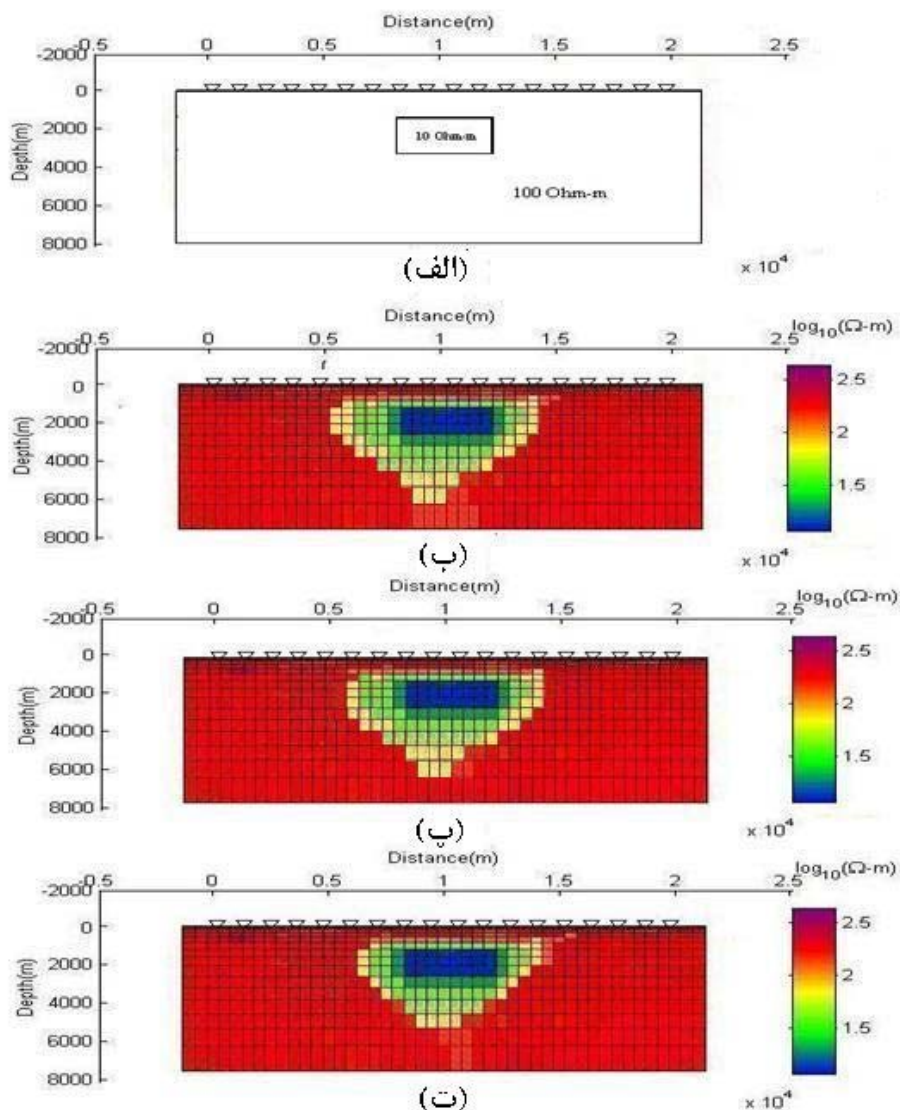 Distance(m)
-0.5 0 0.5 1 1.5 2 2.5
-2000
0
2000
4000
6000
8000
Depth(m)
10 Ohm-m
100 Ohm-m
x 10⁴
(الف)
Distance(m)
-0.5 0 0.5 1 1.5 2 2.5
log₁₀(Ω-m)
-2000
0
2000
4000
6000
8000
Depth(m)
2.5
2
1.5
x 10⁴
(ب)
Distance(m)
-0.5 0 0.5 1 1.5 2 2.5
log₁₀(Ω-m)
-2000
0
2000
4000
6000
8000
Depth(m)
2.5
2
1.5
x 10⁴
(پ)
Distance(m)
-0.5 0 0.5 1 1.5 2 2.5
log₁₀(Ω-m)
-2000
0
2000
4000
6000
8000
Depth(m)
2.5
2
1.5
x 10⁴
(ت)